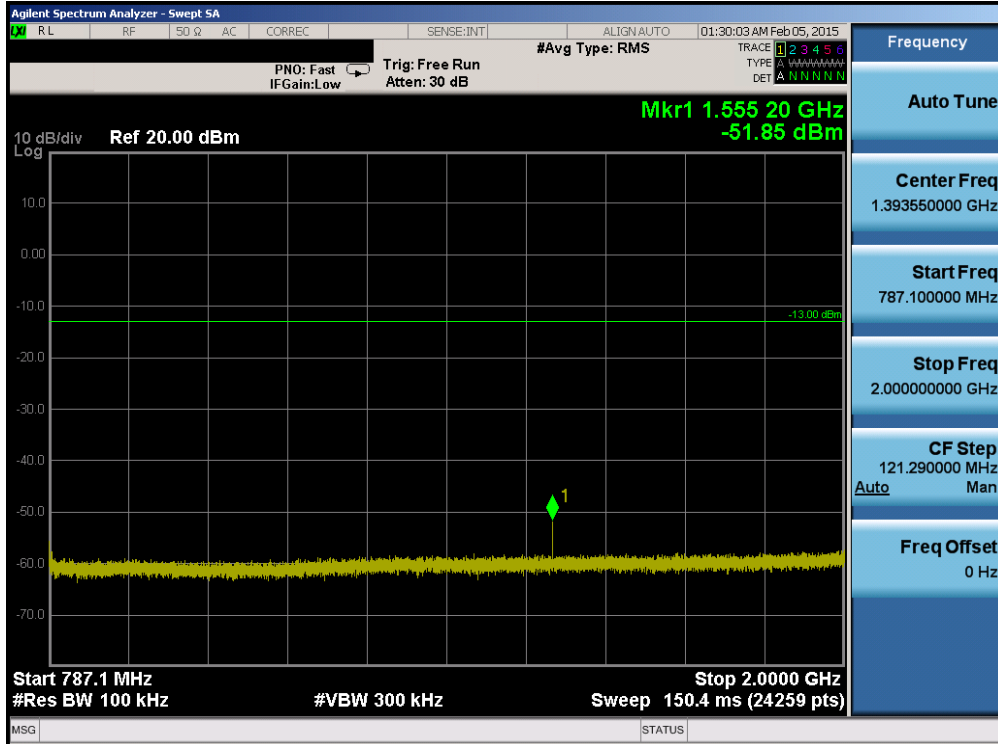 Agilent Spectrum Analyzer - Swept SA
LXI RL RF 50 Ω AC CORREC SENSE:INT ALIGNAUTO 01:30:03 AM Feb 05, 2015
#Avg Type: RMS TRACE 1 2 3 4 5 6
PNO: Fast Trig: Free Run TYPE A WWWWW
IFGain:Low Atten: 30 dB DET A N N N N N
Mkr1 1.555 20 GHz
-51.85 dBm
10 dB/div Ref 20.00 dBm
Log
10.0
0.00
-10.0
-13.00 dBm
-20.0
-30.0
-40.0
-50.0
1
-60.0
-70.0
Start 787.1 MHz Stop 2.0000 GHz
#Res BW 100 kHz #VBW 300 kHz Sweep 150.4 ms (24259 pts)
MSG STATUS
Frequency
Auto Tune
Center Freq
1.393550000 GHz
Start Freq
787.100000 MHz
Stop Freq
2.000000000 GHz
CF Step
121.290000 MHz
Auto Man
Freq Offset
0 Hz